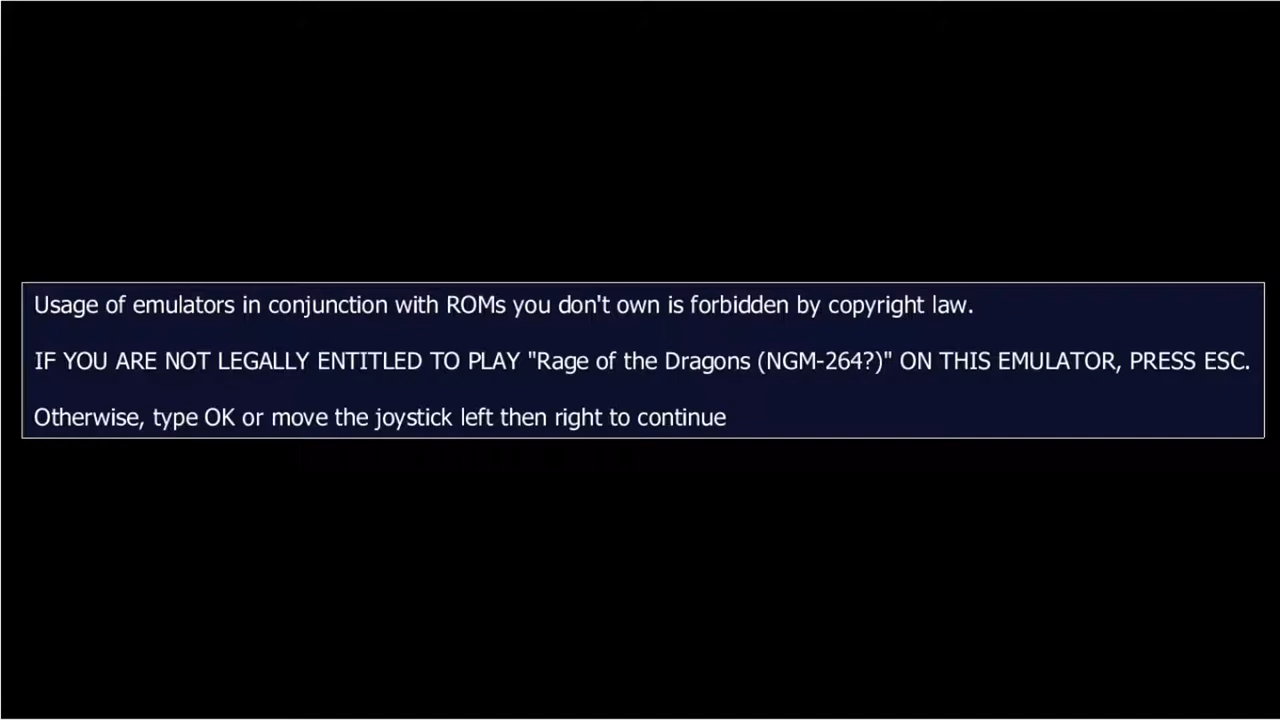 Usage of emulators in conjunction with ROMs you don't own is forbidden by copyright law.
IF YOU ARE NOT LEGALLY ENTITLED TO PLAY "Rage of the Dragons (NGM-264?)" ON THIS EMULATOR, PRESS ESC.
Otherwise, type OK or move the joystick left then right to continue